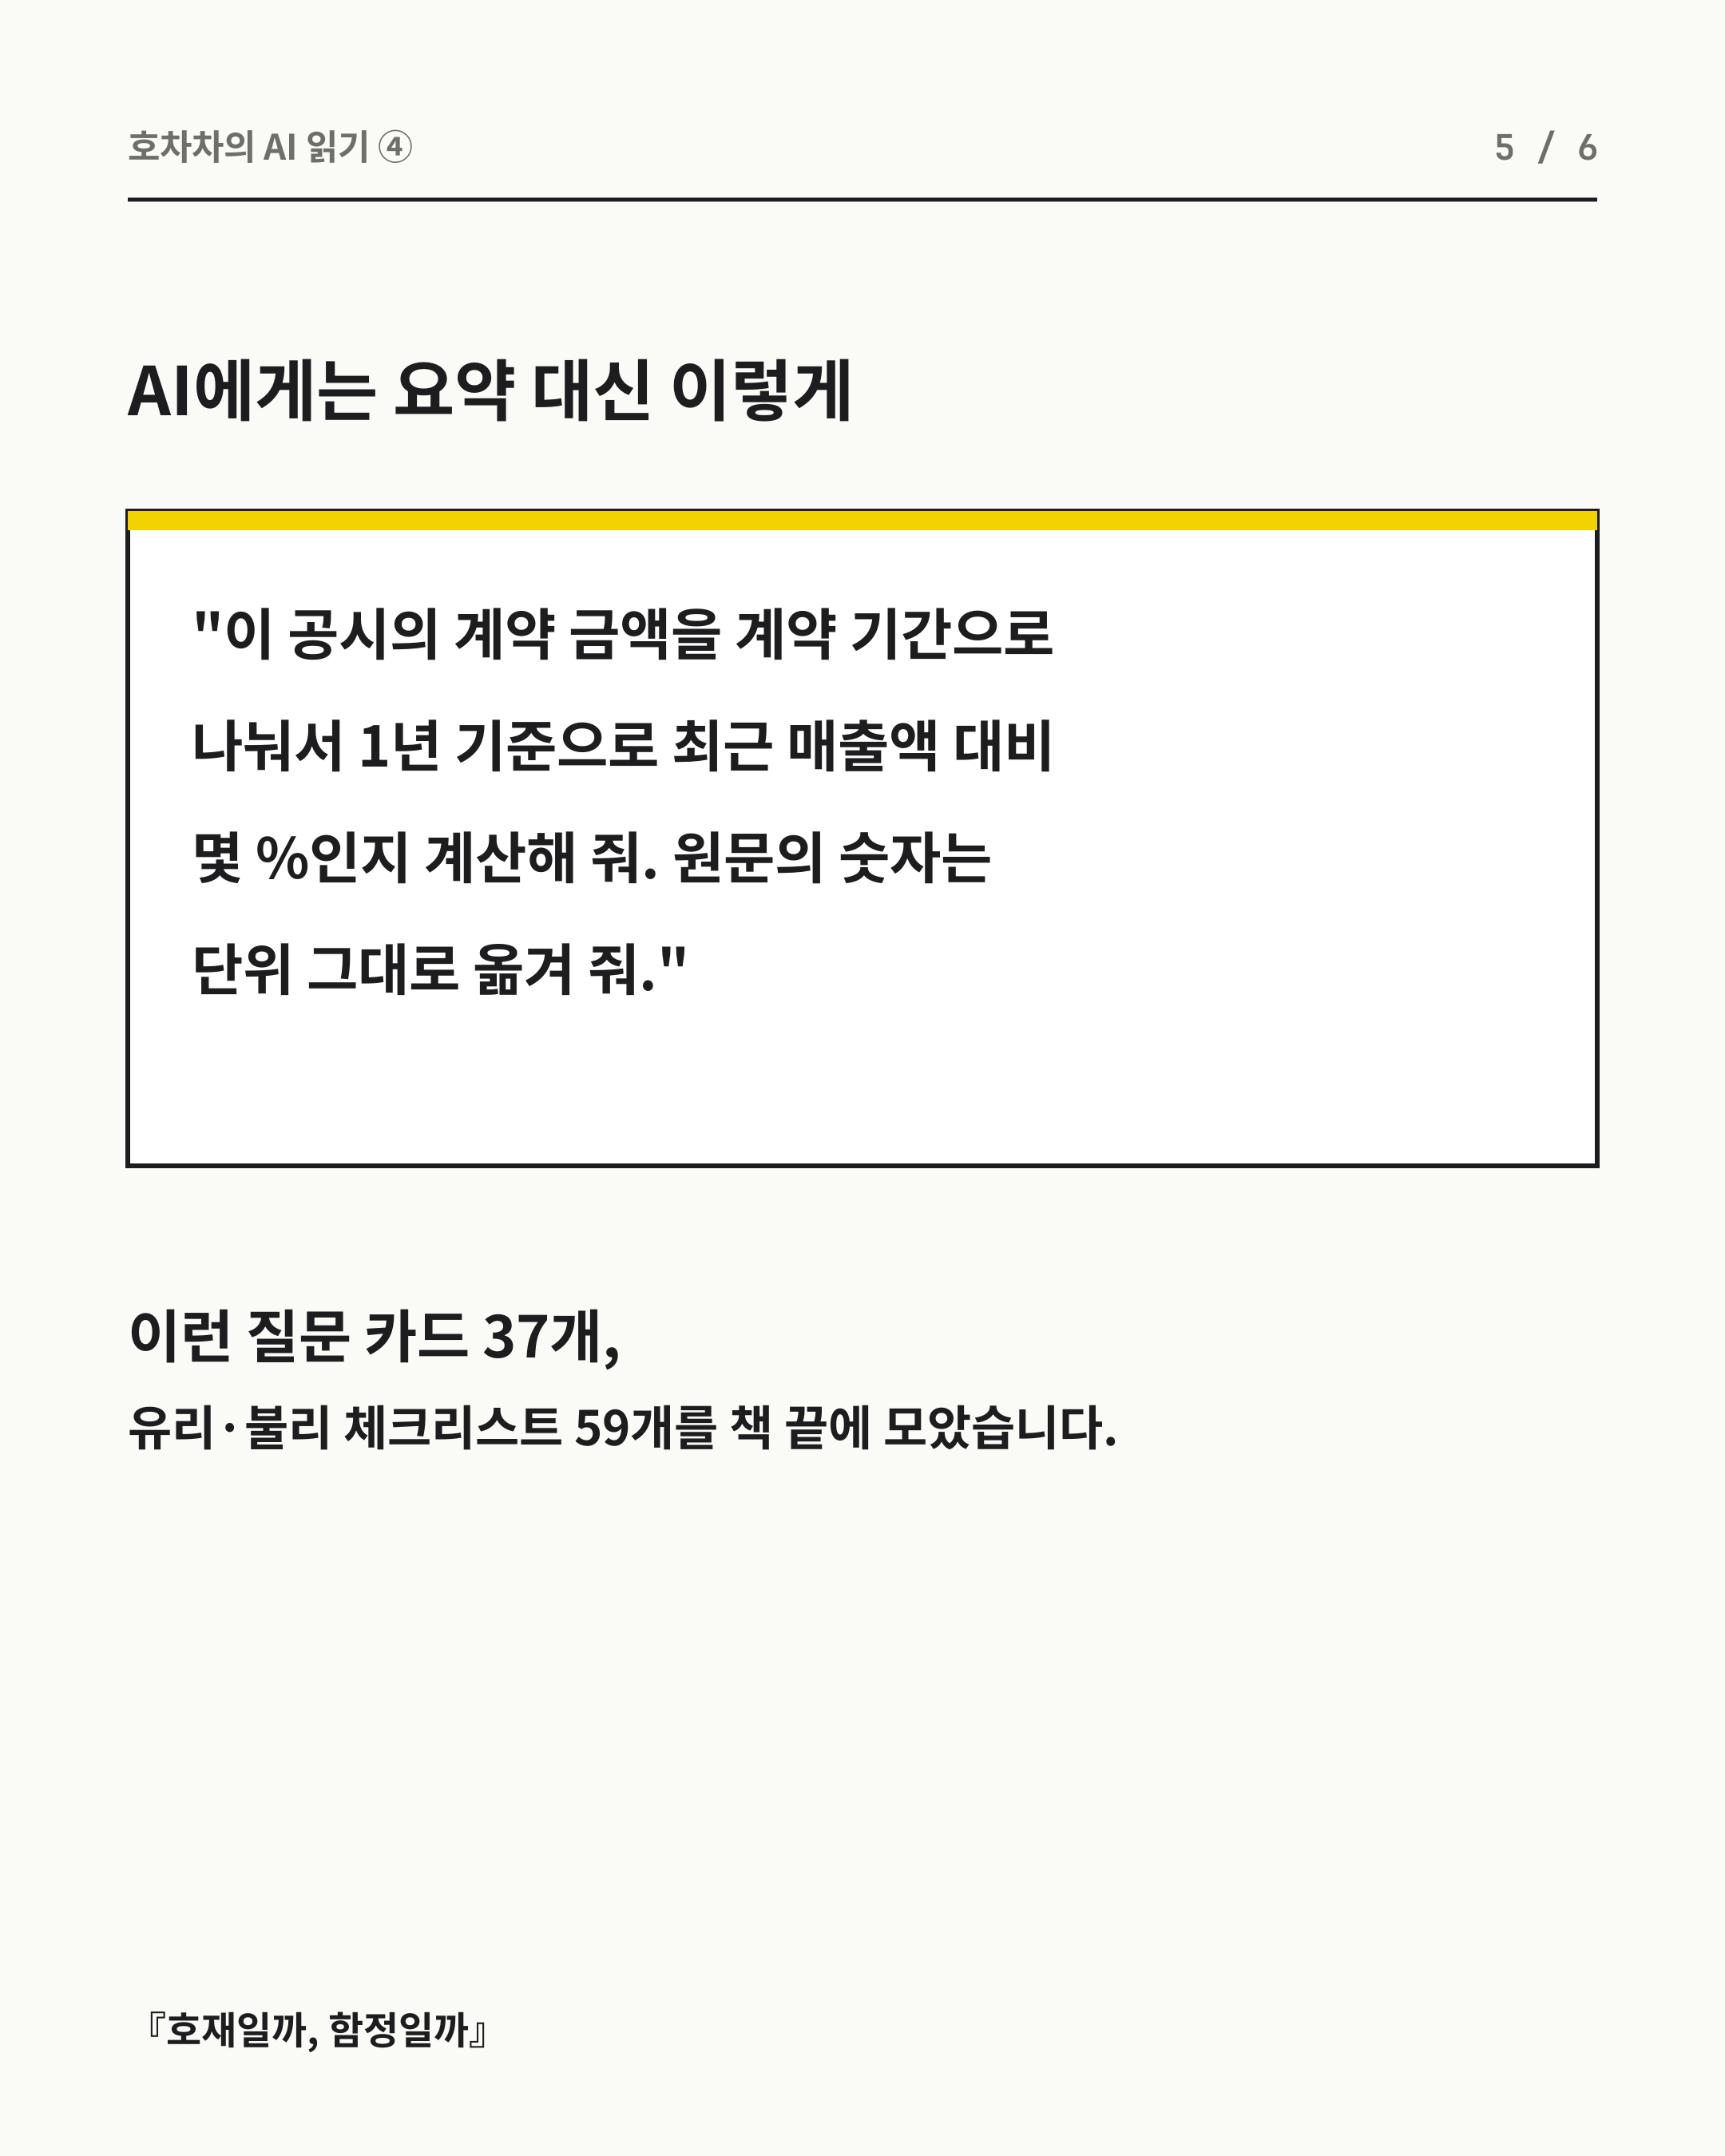 호차차의 AI 읽기 ④
5 / 6
AI에게는 요약 대신 이렇게
"이 공시의 계약 금액을 계약 기간으로
나눠서 1년 기준으로 최근 매출액 대비
몇 %인지 계산해 줘. 원문의 숫자는
단위 그대로 옮겨 줘."
이런 질문 카드 37개,
유리·불리 체크리스트 59개를 책 끝에 모았습니다.
『호재일까, 함정일까』